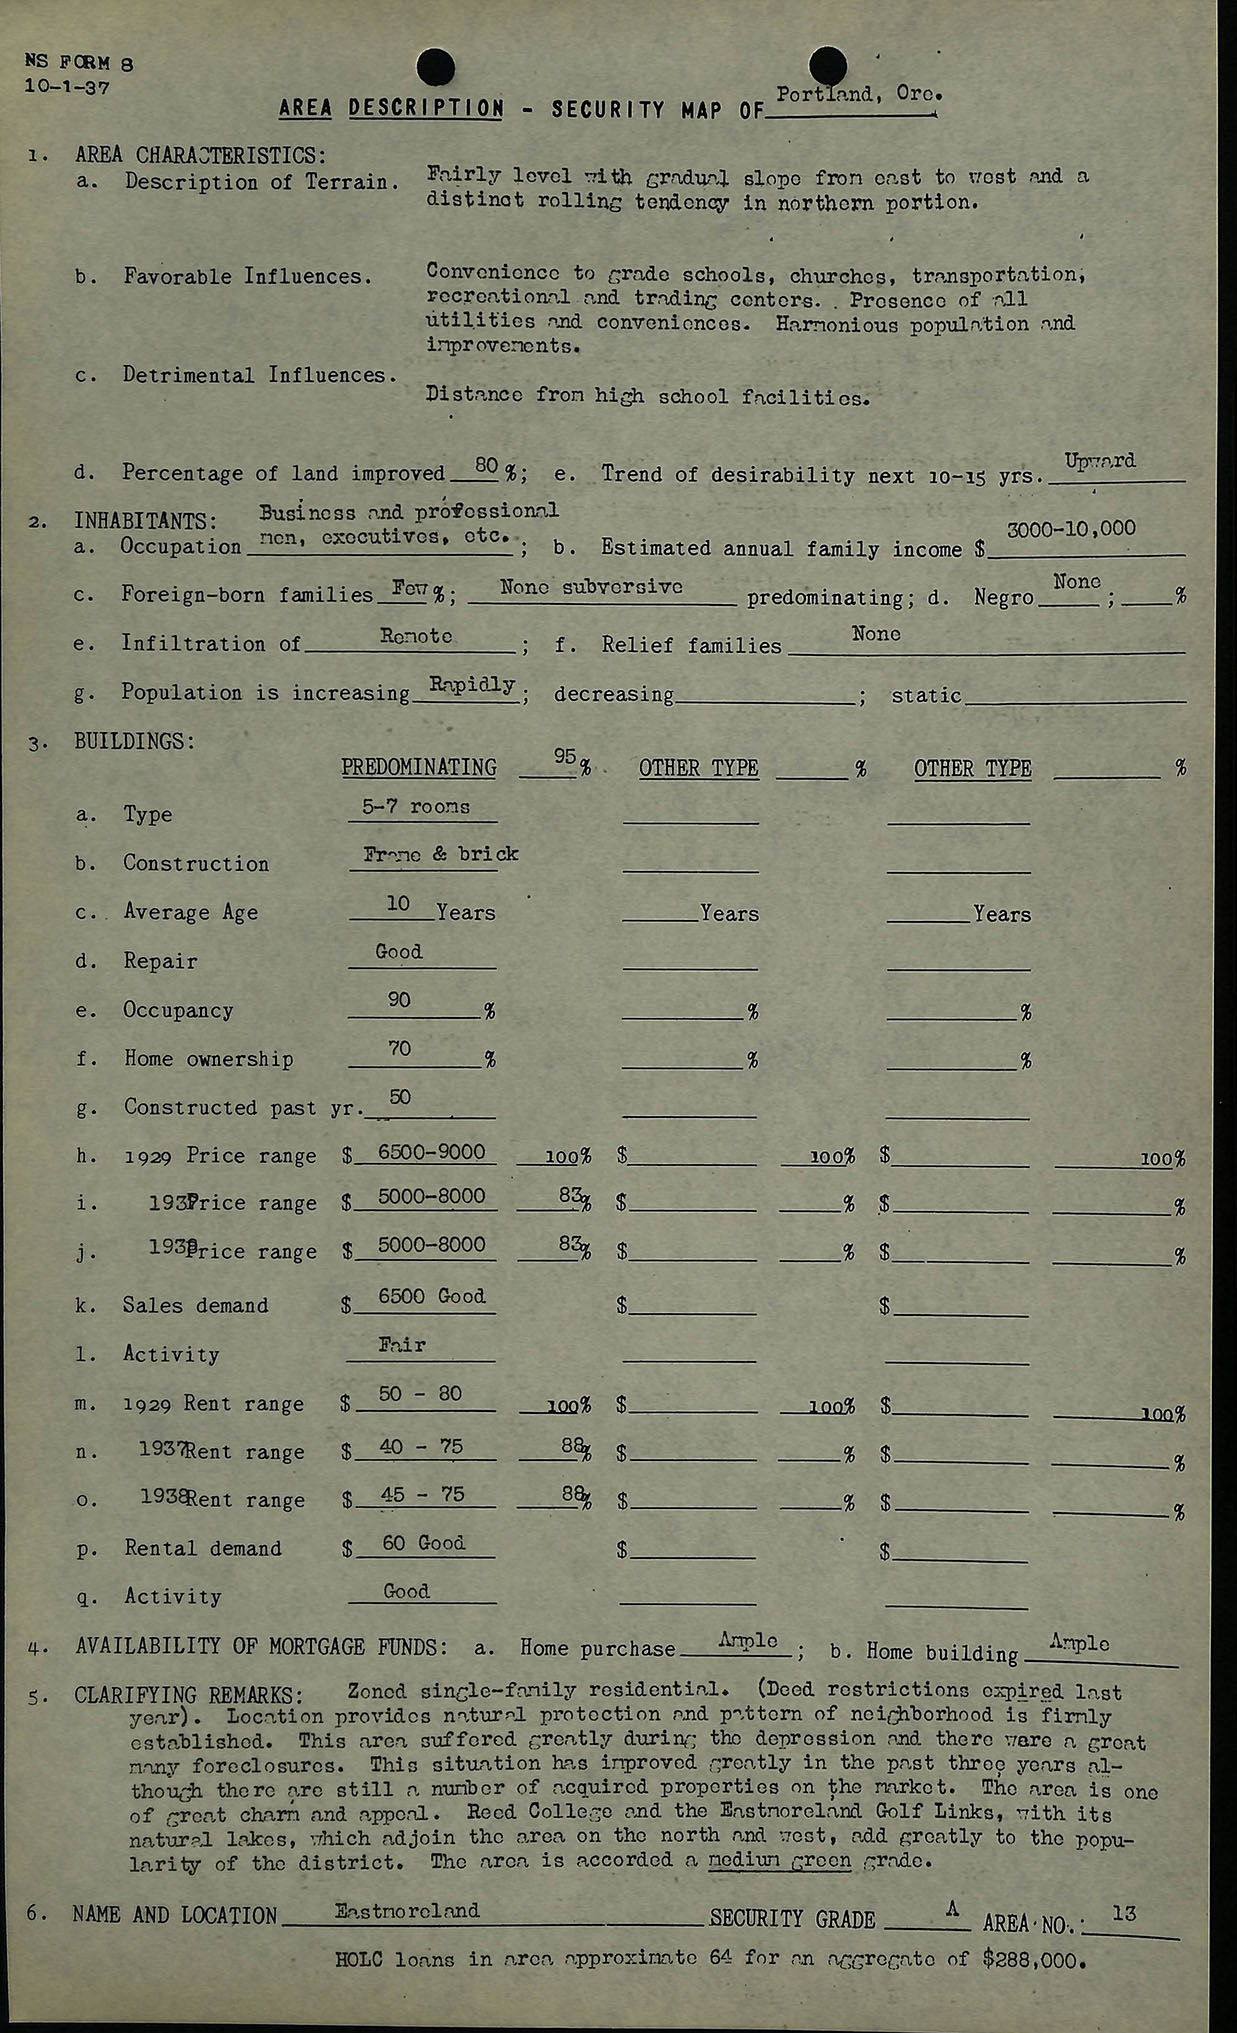 NS FORM 8
10-1-37
AREA DESCRIPTION - SECURITY MAP OF Portland, Ore.
1. AREA CHARACTERISTICS:
a. Description of Terrain. Fairly level with gradual slope from east to west and a
distinct rolling tendency in northern portion.
b. Favorable Influences. Convenience to grade schools, churches, transportation,
recreational and trading centers. . Presence of all
utilities and conveniences. Harmonious population and
improvements.
c. Detrimental Influences.
Distance from high school facilities.
d. Percentage of land improved 80 %; e. Trend of desirability next 10-15 yrs. Upward
2. INHABITANTS: Business and professional
a. Occupation men, executives, etc. ; b. Estimated annual family income $ 3000-10,000
c. Foreign-born families Few %; None subversive predominating; d. Negro None ; %
e. Infiltration of Remote ; f. Relief families None
g. Population is increasing Rapidly ; decreasing ; static
3. BUILDINGS:
PREDOMINATING 95 % OTHER TYPE % OTHER TYPE %
a. Type 5-7 rooms
b. Construction Frame & brick
c. Average Age 10 Years Years Years
d. Repair Good
e. Occupancy 90 % % %
f. Home ownership 70 % % %
g. Constructed past yr. 50
h. 1929 Price range $ 6500-9000 100% $ 100% $ 100%
i. 1937 Price range $ 5000-8000 83% $ % $ %
j. 1938 Price range $ 5000-8000 83% $ % $ %
k. Sales demand $ 6500 Good $ $
l. Activity Fair
m. 1929 Rent range $ 50 - 80 100% $ 100% $ 100%
n. 1937 Rent range $ 40 - 75 88% $ % $ %
o. 1938 Rent range $ 45 - 75 88% $ % $ %
p. Rental demand $ 60 Good $ $
q. Activity Good
4. AVAILABILITY OF MORTGAGE FUNDS: a. Home purchase Ample ; b. Home building Ample
5. CLARIFYING REMARKS: Zoned single-family residential. (Deed restrictions expired last
year). Location provides natural protection and pattern of neighborhood is firmly
established. This area suffered greatly during the depression and there ware a great
many foreclosures. This situation has improved greatly in the past three years al-
though there are still a number of acquired properties on the market. The area is one
of great charm and appeal. Reed College and the Eastmoreland Golf Links, with its
natural lakes, which adjoin the area on the north and west, add greatly to the popu-
larity of the district. The area is accorded a medium green grade.
6. NAME AND LOCATION Eastmoreland SECURITY GRADE A AREA NO.: 13
HOLC loans in area approximate 64 for an aggregate of $288,000.